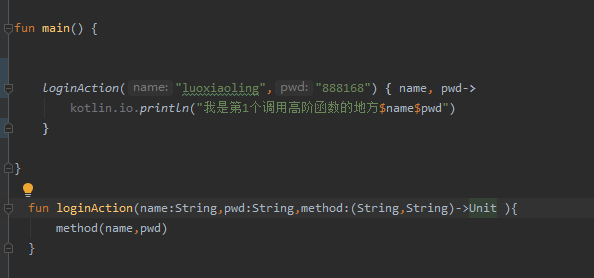 fun main() {
loginAction( name: "luoxiaoling", pwd: "888168") { name, pwd->
kotlin.io.println("我是第1个调用高阶函数的地方$name$pwd")
}
}
fun loginAction(name:String,pwd:String,method:(String,String)->Unit ){
method(name,pwd)
}